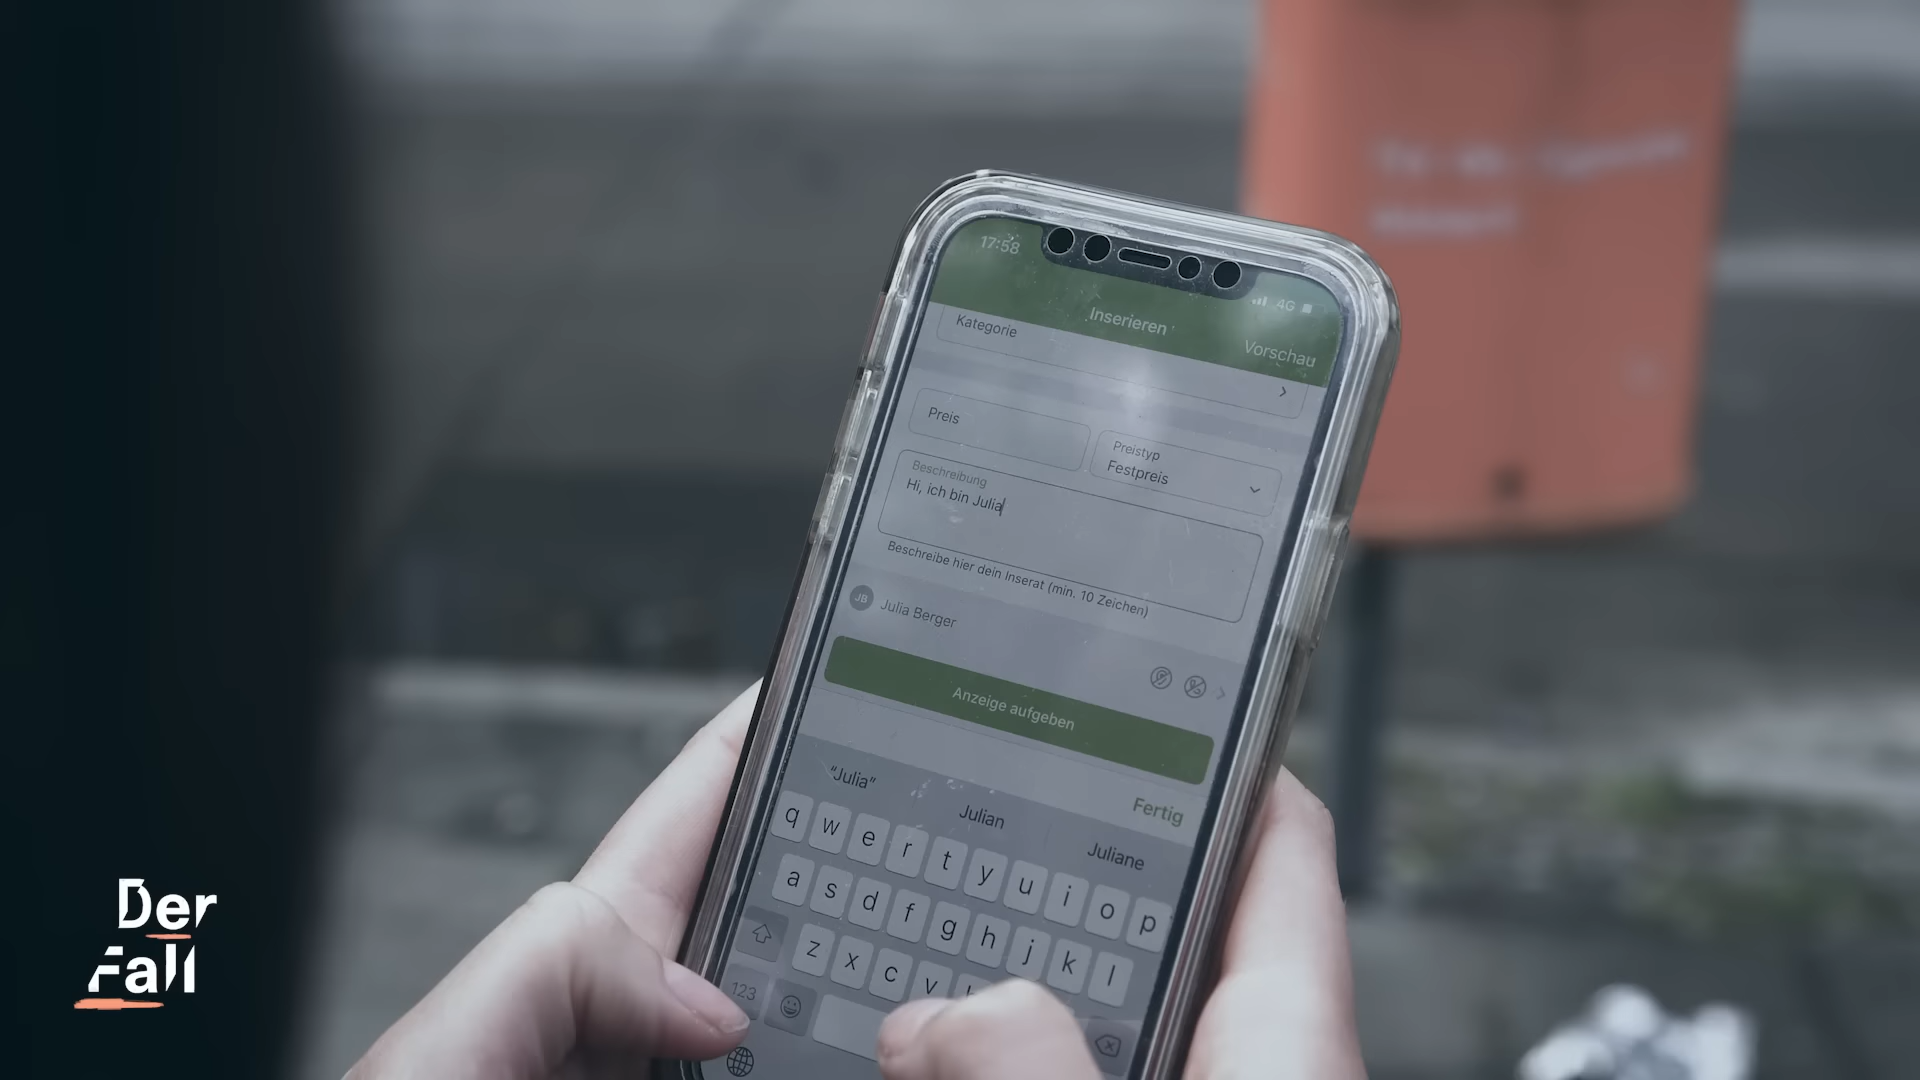 17:58
4G
Inserieren
Vorschau
Kategorie
Preis
Preistyp
Festpreis
Beschreibung
Hi, ich bin Julia
Beschreibe hier dein Inserat (min. 10 Zeichen)
JB
Julia Berger
Anzeige aufgeben
Fertig
"Julia"
Julian
Juliane
q w e r t y u i o p
a s d f g h j k l
z x c v
123
Der
Fall